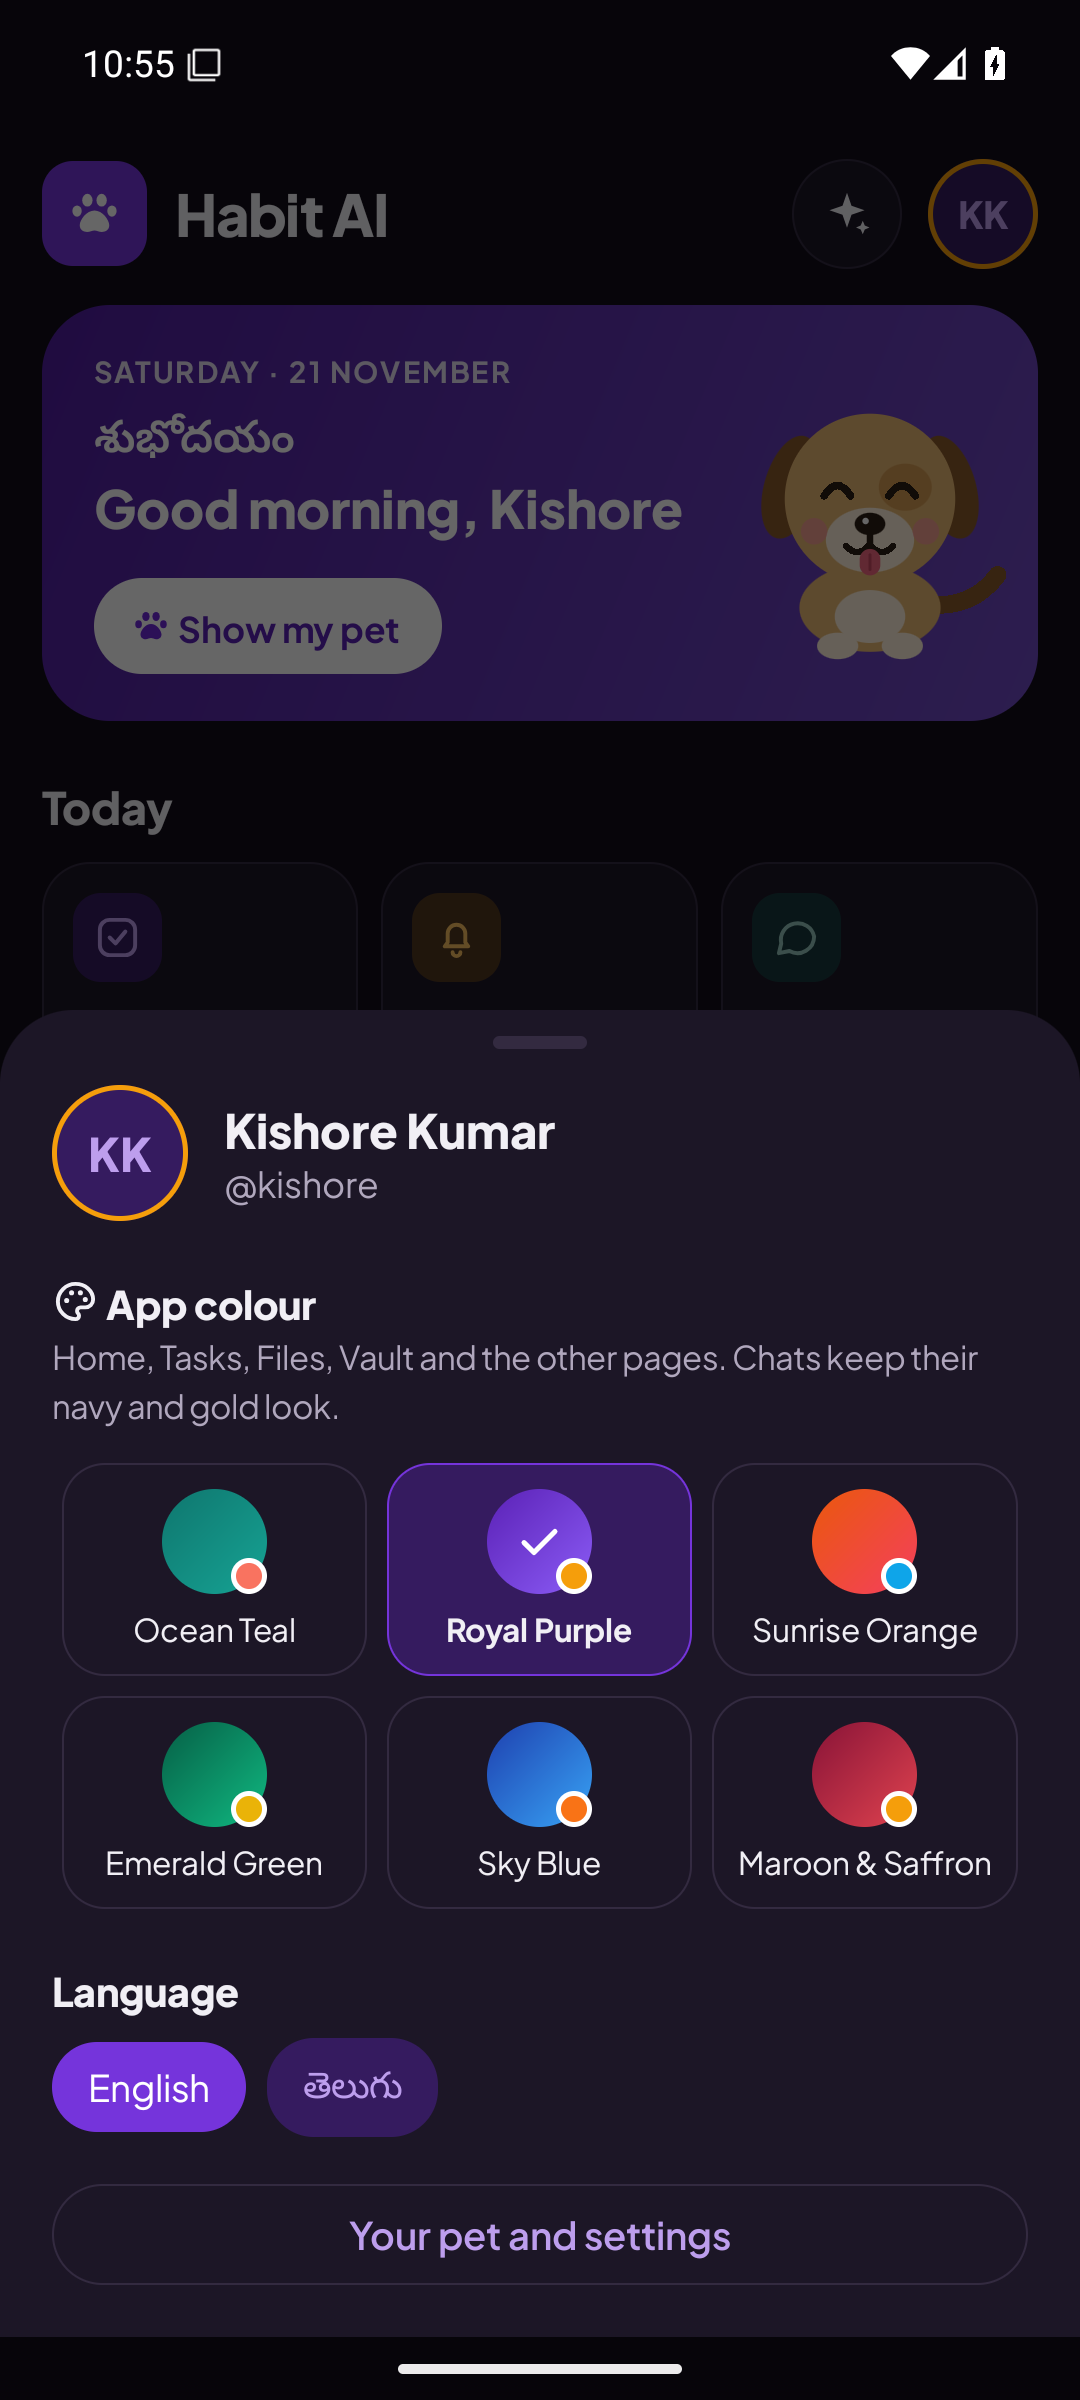 10:55
Habit AI
KK
SATURDAY · 21 NOVEMBER
శుభోదయం
Good morning, Kishore
Show my pet
Today
KK
Kishore Kumar
@kishore
App colour
Home, Tasks, Files, Vault and the other pages. Chats keep their
navy and gold look.
Ocean Teal
Royal Purple
Sunrise Orange
Emerald Green
Sky Blue
Maroon & Saffron
Language
English
తెలుగు
Your pet and settings